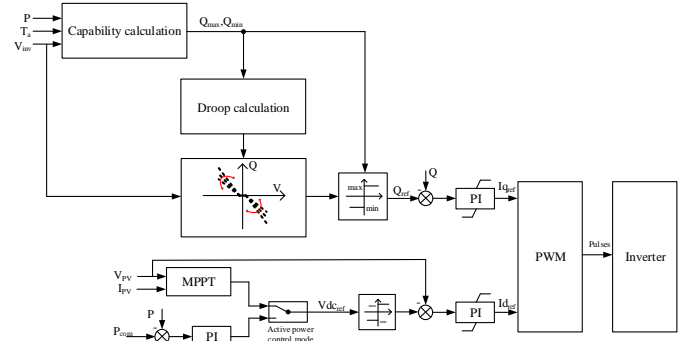 P
Ta
Vinv
Capability calculation
Qmax,Qmin
Droop calculation
Q
V
max
min
Qref
Q
-
PI
Iqref
PWM
Pulses
Inverter
VPV
IPV
MPPT
P
-
Pcom
PI
Active power
control mode
Vdcref
-
PI
Idref